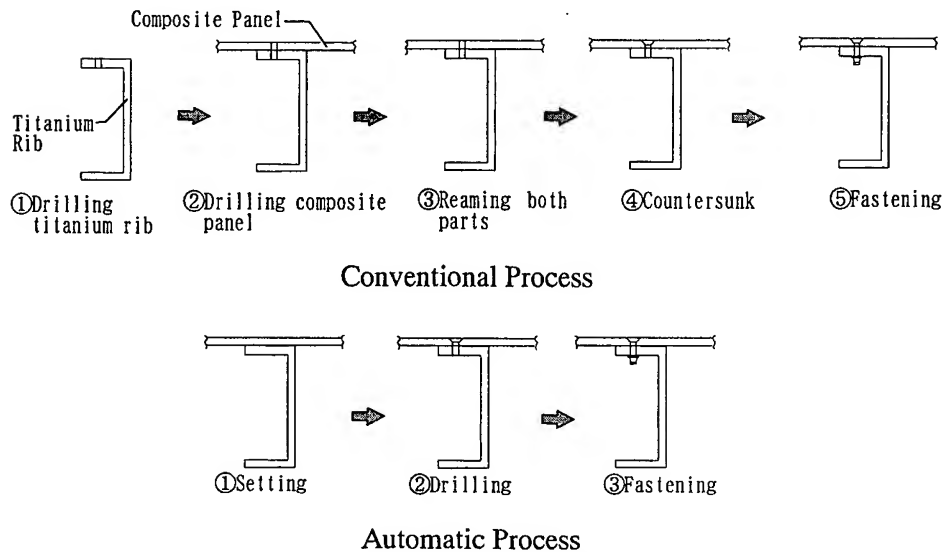 Composite Panel
Titanium
Rib
①Drilling
titanium rib
②Drilling composite
panel
③Reaming both
parts
④Countersunk
⑤Fastening
Conventional Process
①Setting
②Drilling
③Fastening
Automatic Process